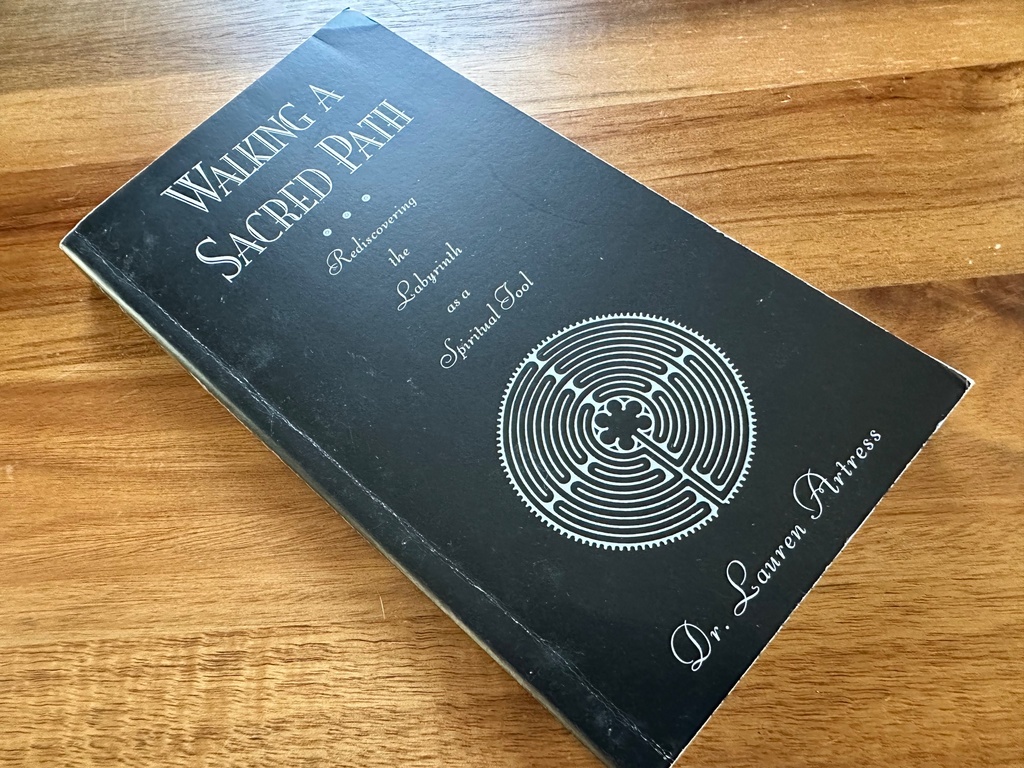 WALKING A
SACRED PATH
Rediscovering
the
Labyrinth
as a
Spiritual Tool
Dr. Lauren Artress